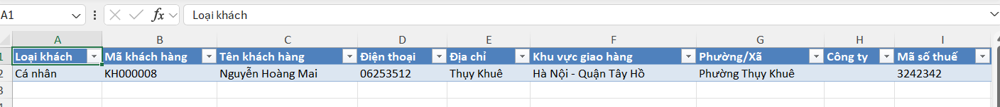 A1 fx Loại khách
A B C D E F G H I
1 Loại khách Mã khách hàng Tên khách hàng Điện thoại Địa chỉ Khu vực giao hàng Phường/Xã Công ty Mã số thuế
2 Cá nhân KH000008 Nguyễn Hoàng Mai 06253512 Thụy Khuê Hà Nội - Quận Tây Hồ Phường Thụy Khuê 3242342
3